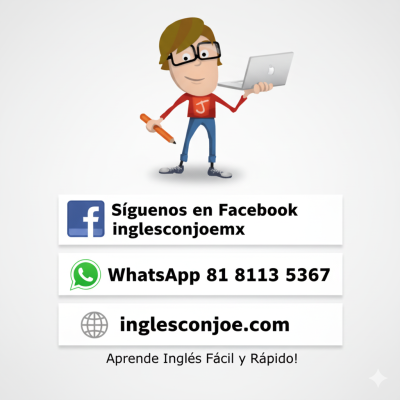 J
Síguenos en Facebook
inglesconjoemx
WhatsApp 81 8113 5367
inglesconjoe.com
Aprende Inglés Fácil y Rápido!